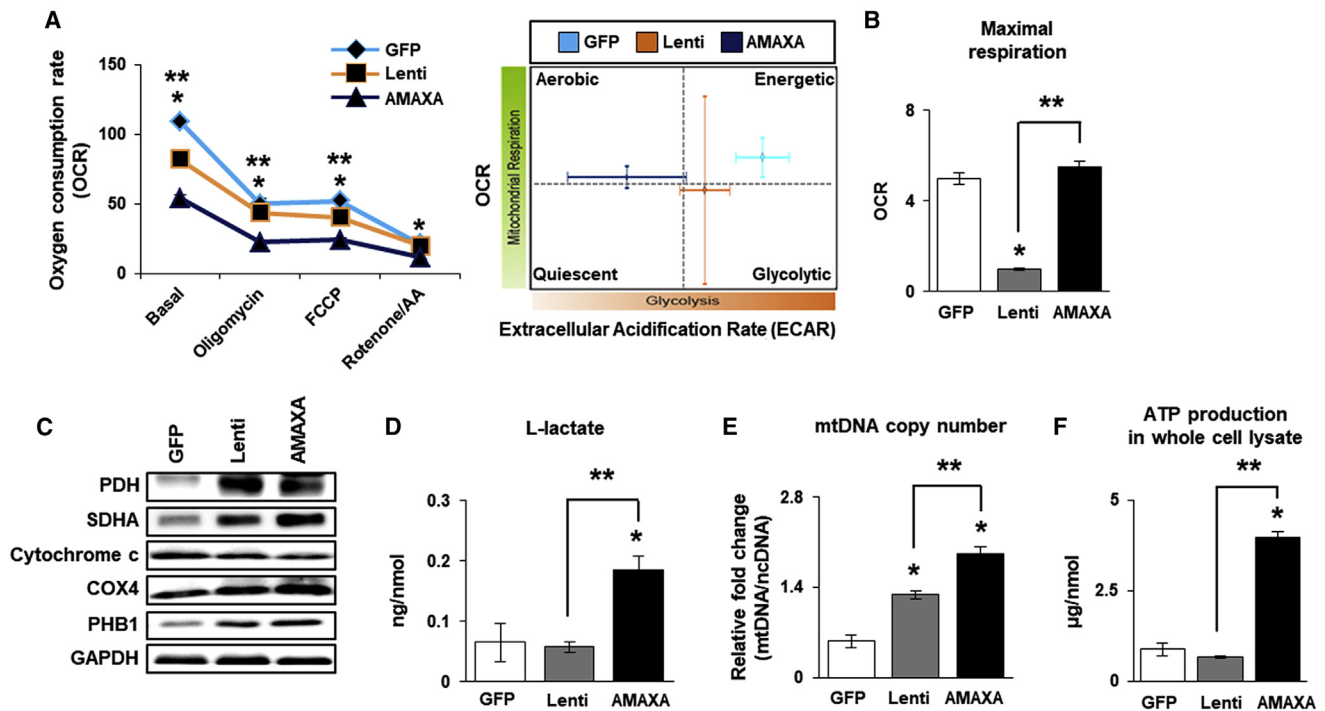 A
Oxygen consumption rate
(OCR)
150
100
50
0
**
*
**
*
**
*
*
GFP
Lenti
AMAXA
Basal
Oligomycin
FCCP
Rotenone/AA
GFP
Lenti
AMAXA
Aerobic
Energetic
Quiescent
Glycolytic
OCR
Mitochondrial Respiration
Glycolysis
Extracellular Acidification Rate (ECAR)
B
Maximal
respiration
OCR
8
4
0
**
*
GFP
Lenti
AMAXA
C
GFP
Lenti
AMAXA
PDH
SDHA
Cytochrome c
COX4
PHB1
GAPDH
D
L-lactate
ng/nmol
0.3
0.2
0.1
0
**
*
GFP
Lenti
AMAXA
E
mtDNA copy number
Relative fold change
(mtDNA/ncDNA)
2.8
1.4
0
**
*
*
GFP
Lenti
AMAXA
F
ATP production
in whole cell lysate
µg/nmol
5
2.5
0
**
*
GFP
Lenti
AMAXA